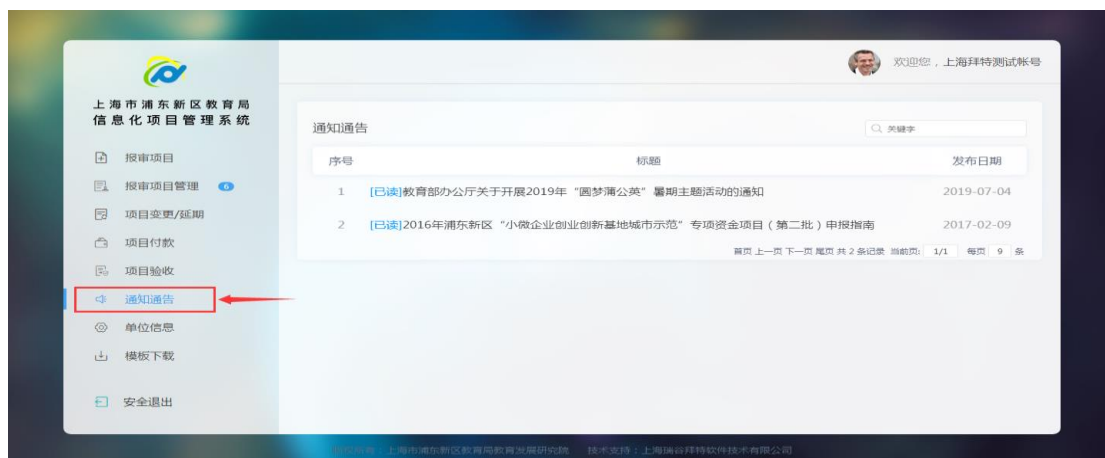 欢迎您，上海拜特测试帐号
上海市浦东新区教育局
信息化项目管理系统
报审项目
报审项目管理 6
项目变更/延期
项目付款
项目验收
通知通告
单位信息
模板下载
安全退出
通知通告
关键字
序号 标题 发布日期
1 [已读]教育部办公厅关于开展2019年“圆梦蒲公英”暑期主题活动的通知 2019-07-04
2 [已读]2016年浦东新区“小微企业创业创新基地城市示范”专项资金项目（第二批）申报指南 2017-02-09
首页 上一页 下一页 尾页 共 2 条记录 当前页: 1/1 每页 9 条
上海市浦东新区教育局教育发展研究院 技术支持：上海瑞谷拜特软件技术有限公司